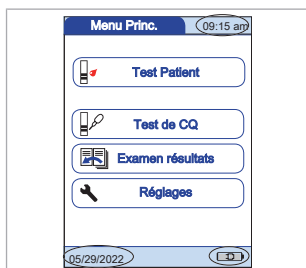 Menu Princ.
09:15 am
Test Patient
Test de CQ
Examen résultats
Réglages
05/29/2022